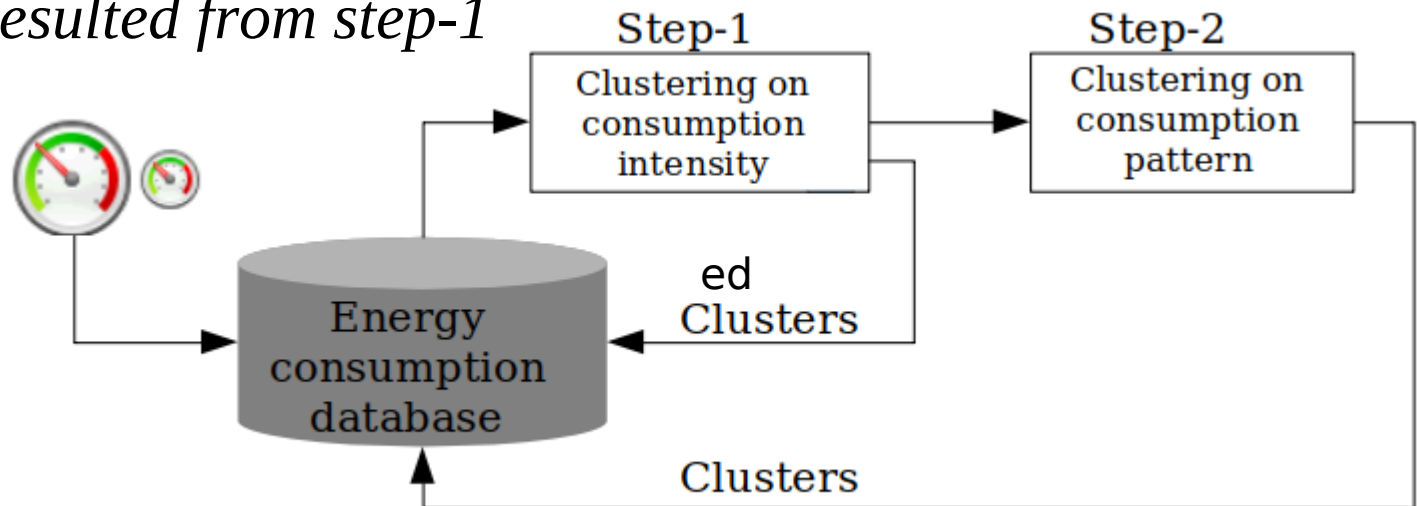 esulted from step-1
Step-1
Clustering on
consumption
intensity
Step-2
Clustering on
consumption
pattern
ed
Clusters
Energy
consumption
database
Clusters